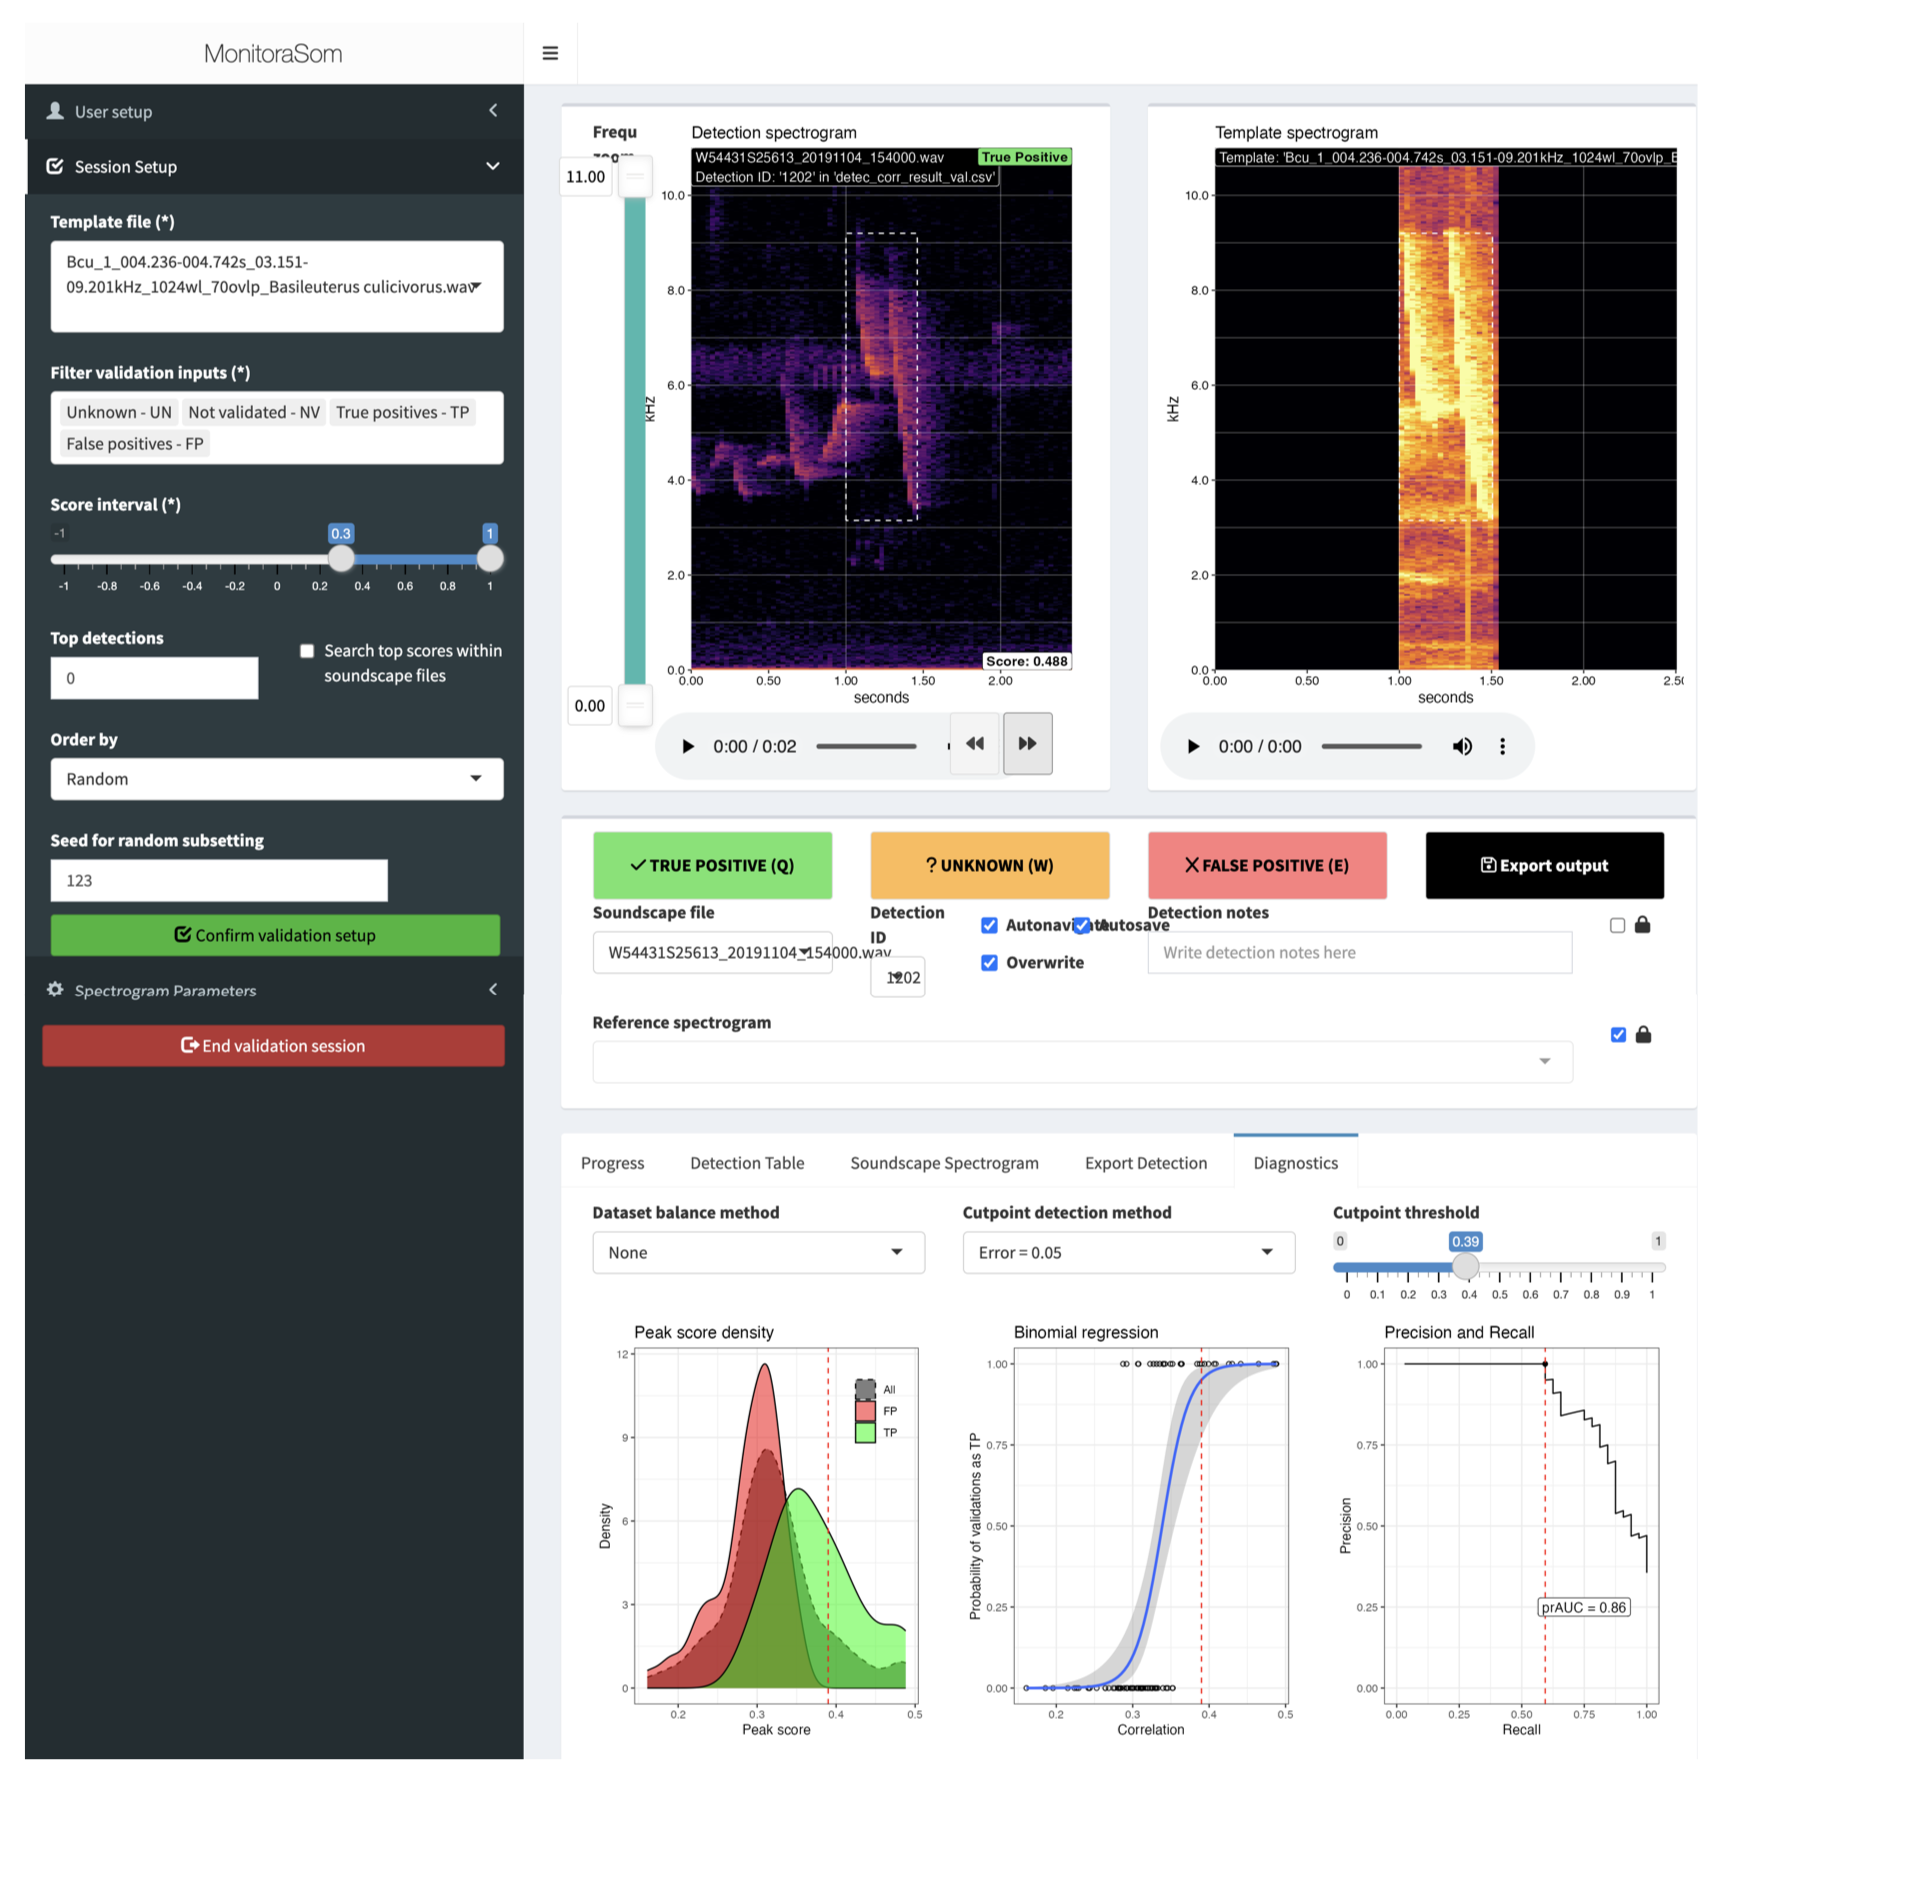 MonitoraSom
User setup
Session Setup
Template file (*)
Bcu_1_004.236-004.742s_03.151-
09.201kHz_1024wl_70ovlp_Basileuterus culicivorus.wav
Filter validation inputs (*)
Unknown - UN Not validated - NV True positives - TP
False positives - FP
Score interval (*)
-1 0.3 1
-1 -0.8 -0.6 -0.4 -0.2 0 0.2 0.4 0.6 0.8 1
Top detections
0
Search top scores within
soundscape files
Order by
Random
Seed for random subsetting
123
Confirm validation setup
Spectrogram Parameters
End validation session
Frequ
zoom
11.00
0.00
Detection spectrogram
W54431S25613_20191104_154000.wav True Positive
Detection ID: '1202' in 'detec_corr_result_val.csv'
10.0
8.0
6.0
4.0
2.0
0.0
kHz
Score: 0.488
0.00 0.50 1.00 1.50 2.00
seconds
0:00 / 0:02
Template spectrogram
Template: 'Bcu_1_004.236-004.742s_03.151-09.201kHz_1024wl_70ovlp_E
10.0
8.0
6.0
4.0
2.0
0.0
kHz
0.00 0.50 1.00 1.50 2.00 2.50
seconds
0:00 / 0:00
TRUE POSITIVE (Q)
? UNKNOWN (W)
FALSE POSITIVE (E)
Export output
Soundscape file
W54431S25613_20191104_154000.wav
Detection
ID
1202
Autonavigate
Autosave
Overwrite
Detection notes
Write detection notes here
Reference spectrogram
Progress Detection Table Soundscape Spectrogram Export Detection Diagnostics
Dataset balance method
None
Cutpoint detection method
Error = 0.05
Cutpoint threshold
0 0.39 1
0 0.1 0.2 0.3 0.4 0.5 0.6 0.7 0.8 0.9 1
Peak score density
12
9
6
3
0
Density
All
FP
TP
0.2 0.3 0.4 0.5
Peak score
Binomial regression
1.00
0.75
0.50
0.25
0.00
Probability of validations as TP
0.2 0.3 0.4 0.5
Correlation
Precision and Recall
1.00
0.75
0.50
0.25
0.00
Precision
prAUC = 0.86
0.00 0.25 0.50 0.75 1.00
Recall